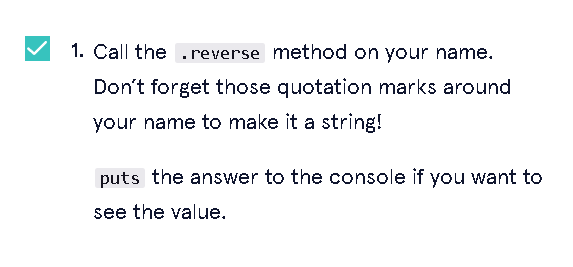 1. Call the .reverse method on your name.
Don't forget those quotation marks around
your name to make it a string!
puts the answer to the console if you want to
see the value.